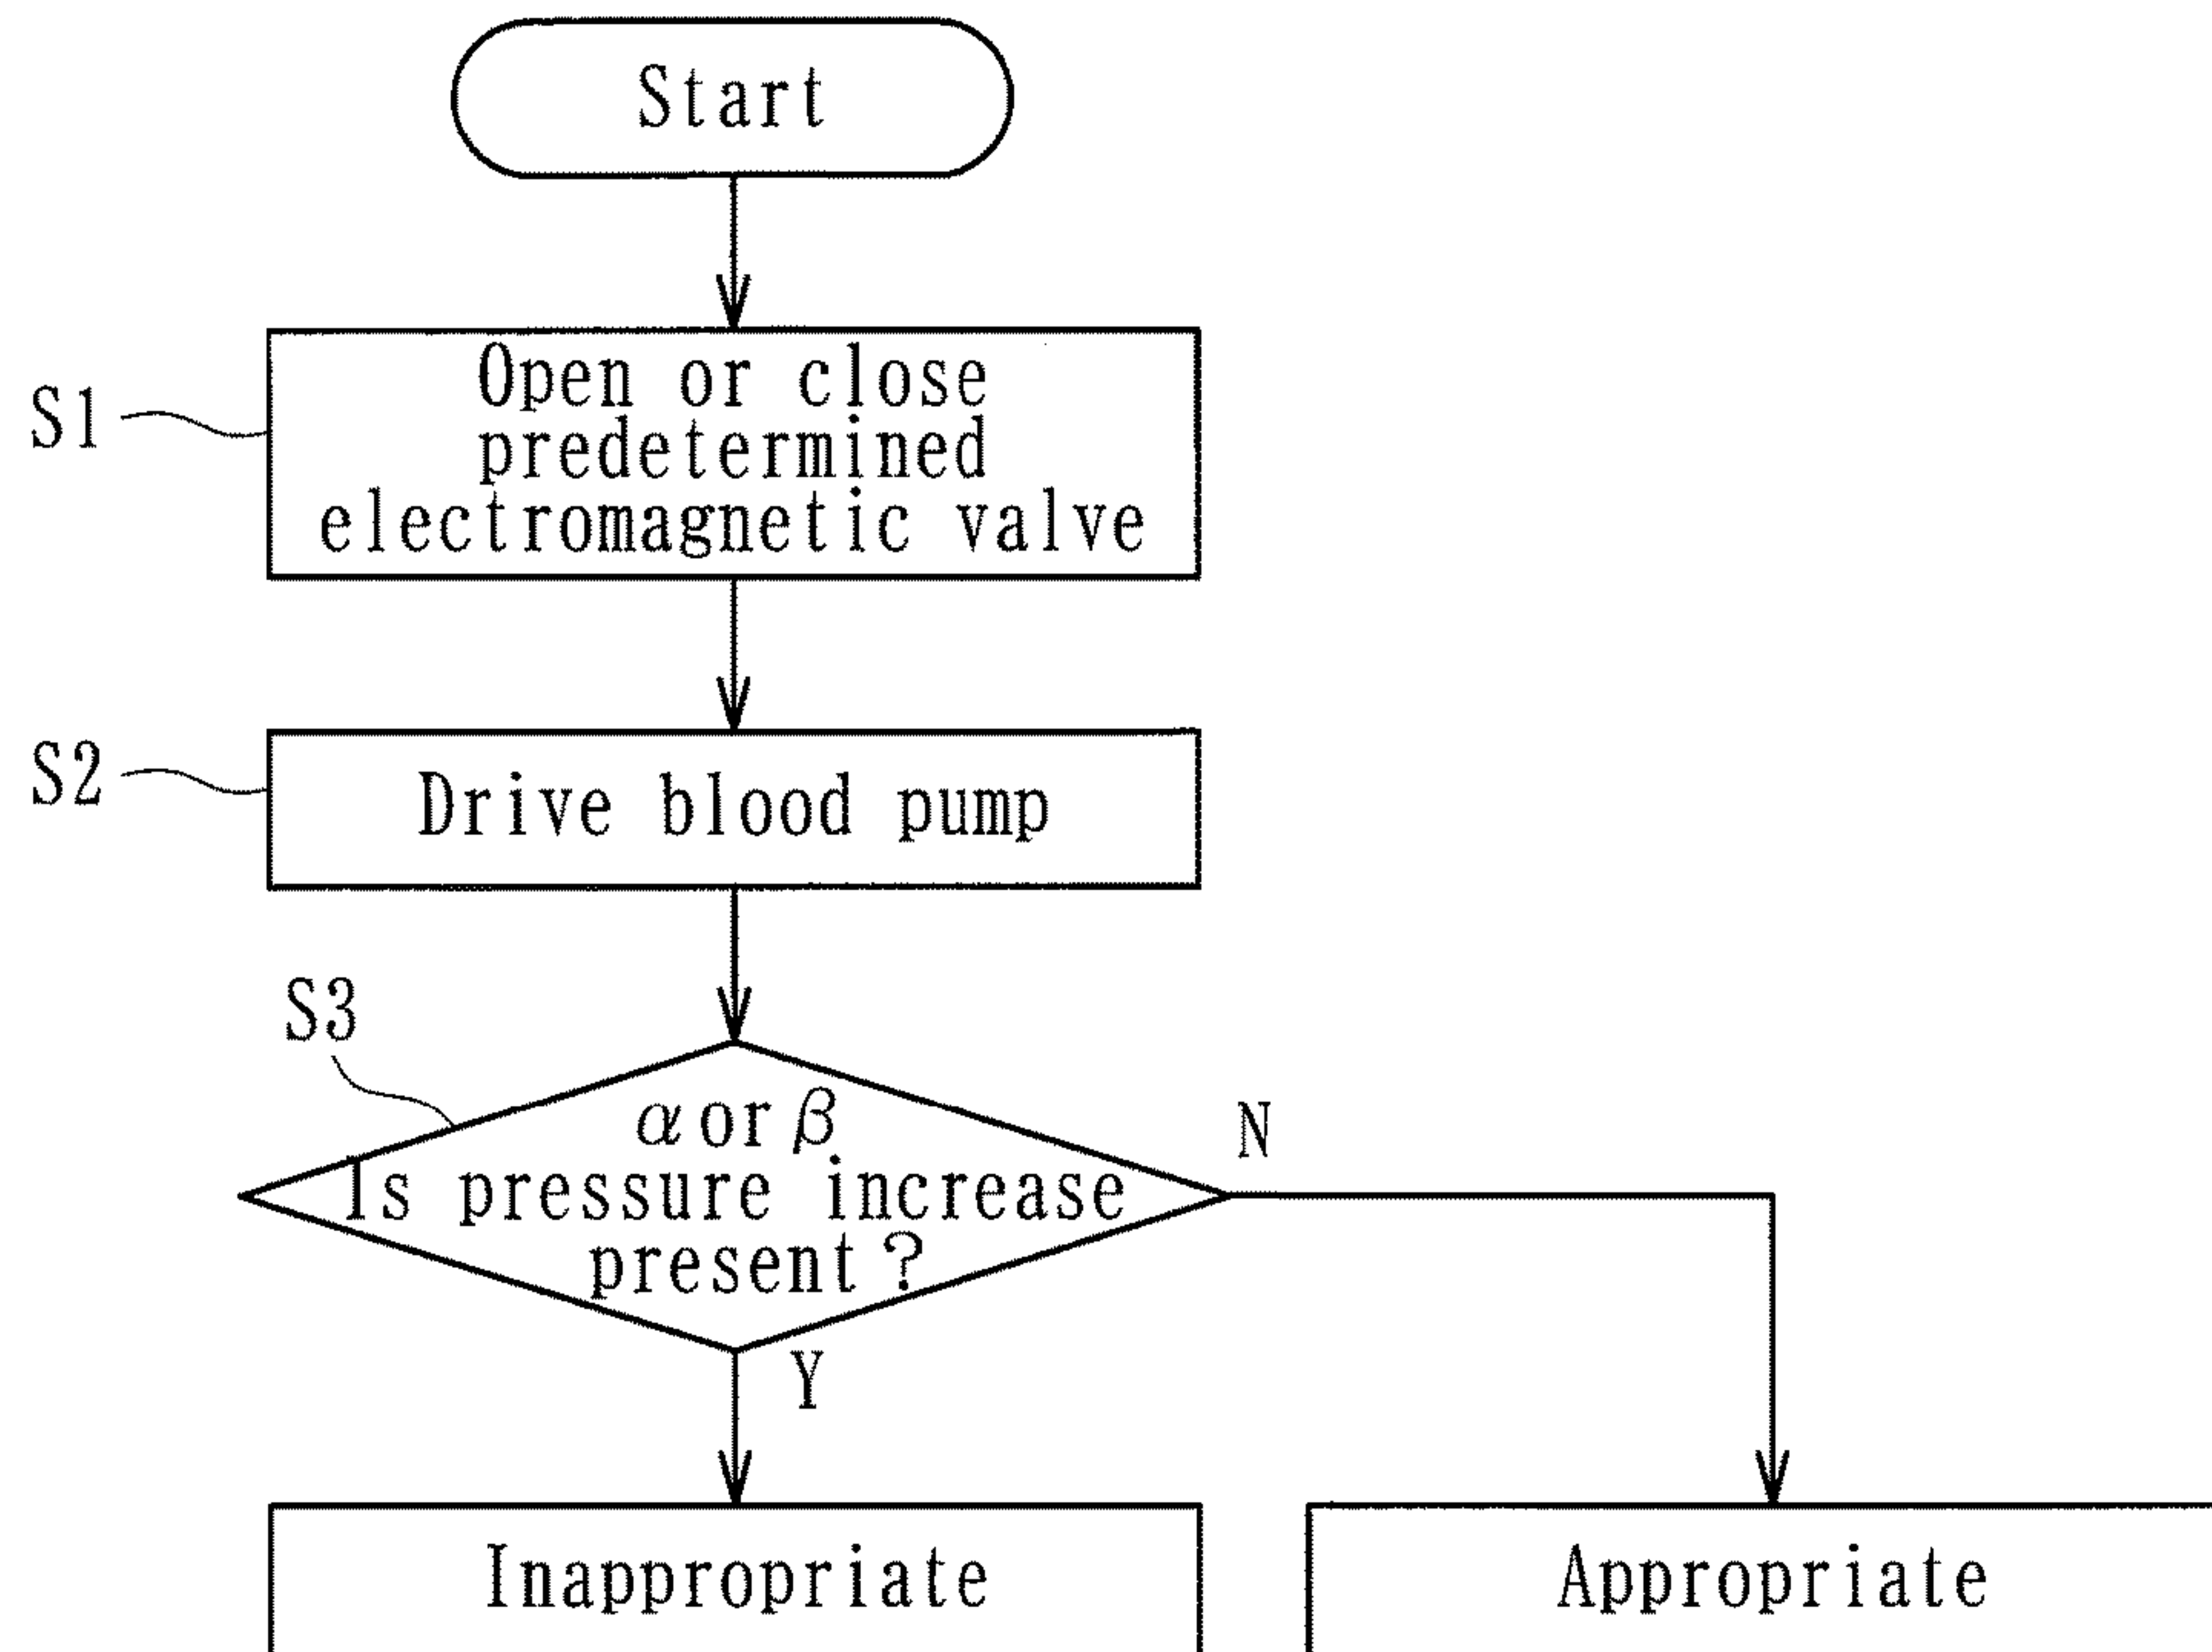 Start
S1
Open or close
predetermined
electromagnetic valve
S2
Drive blood pump
S3
α or β
Is pressure increase
present?
N
Y
Inappropriate
Appropriate